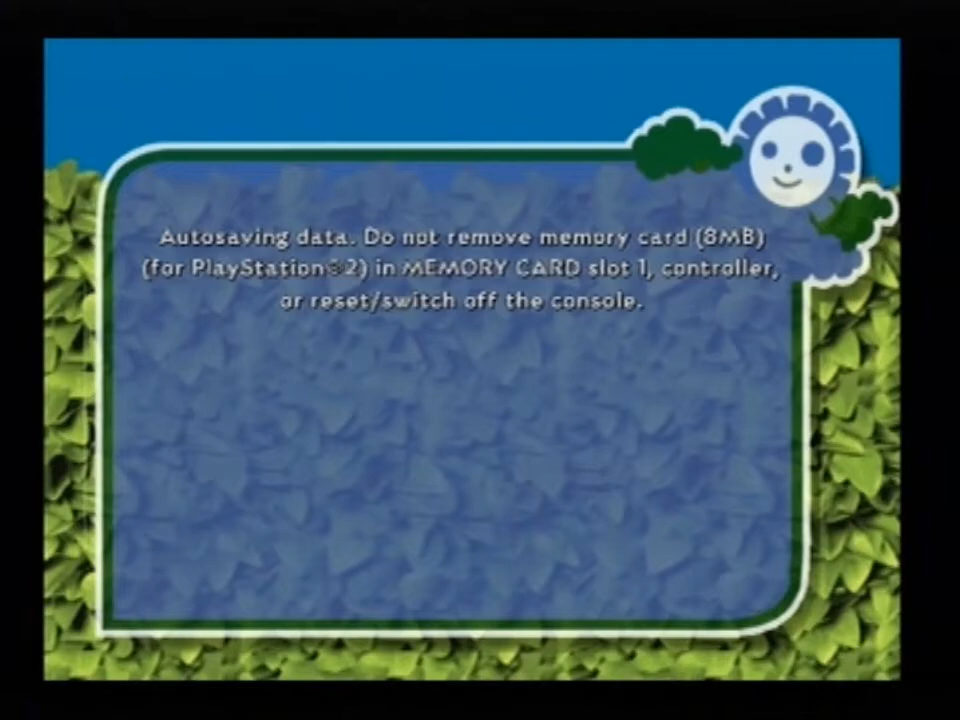 Autosaving data. Do not remove memory card (8MB)
(for PlayStation®2) in MEMORY CARD slot 1, controller,
or reset/switch off the console.